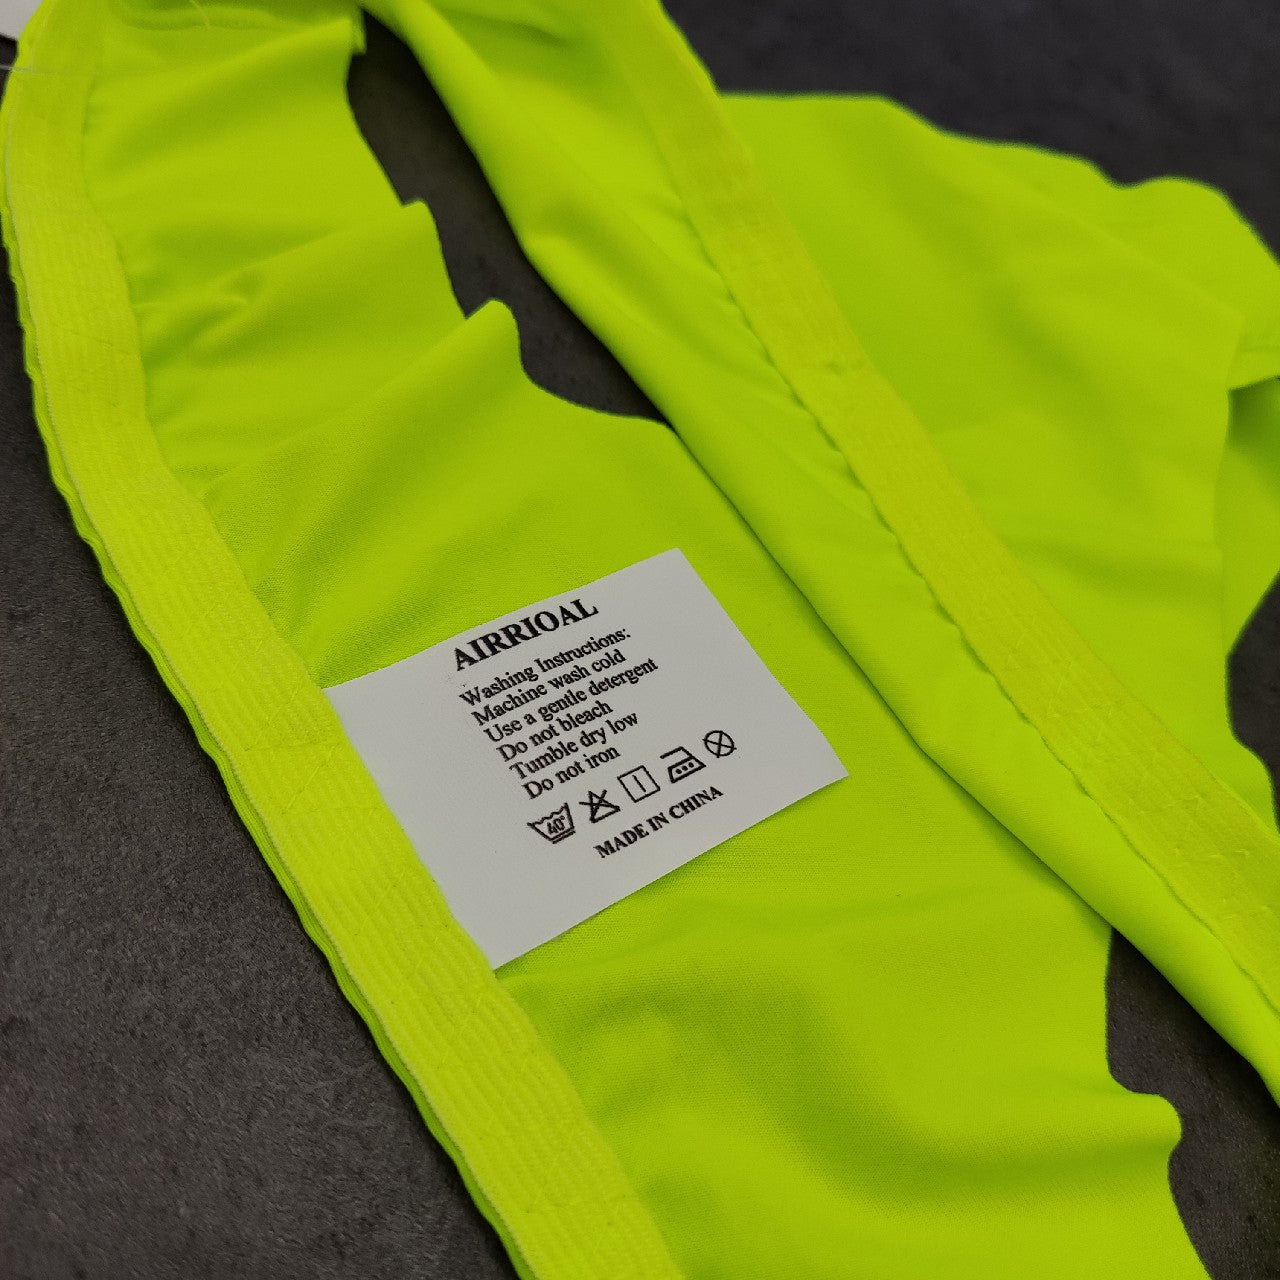 AIRRIOAL
Washing Instructions:
Machine wash cold
Use a gentle detergent
Do not bleach
Tumble dry low
Do not iron
40°
MADE IN CHINA